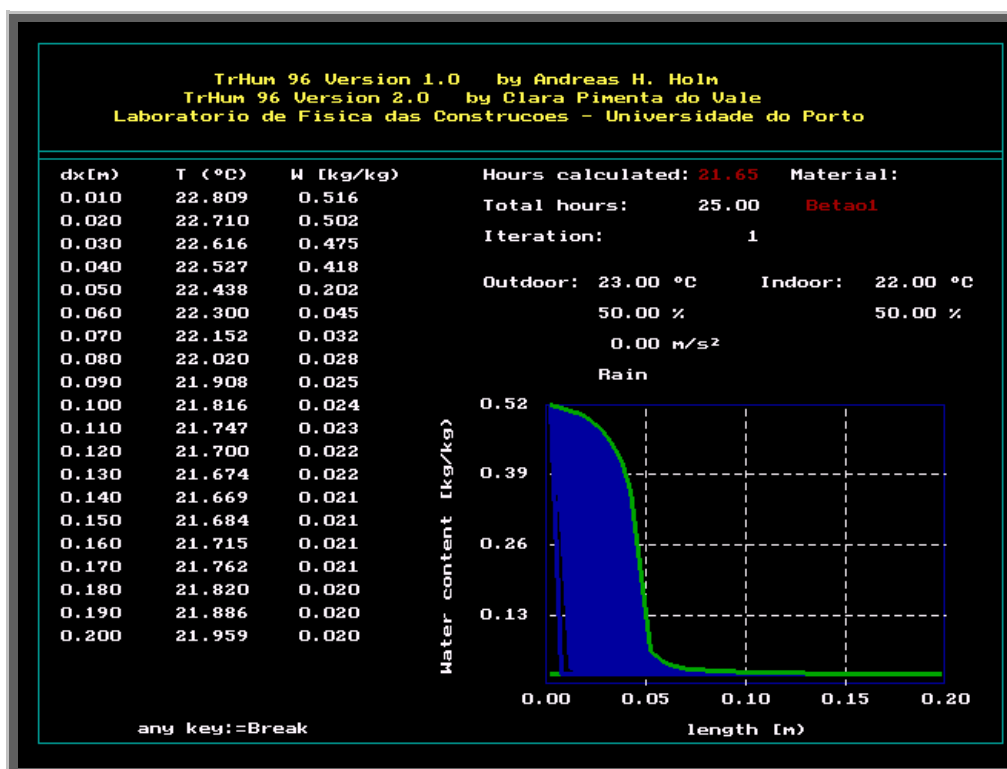 TrHum 96 Version 1.0 by Andreas H. Holm
TrHum 96 Version 2.0 by Clara Pimenta do Vale
Laboratorio de Fisica das Construcoes - Universidade do Porto
dx[m) T (ºC) W [kg/kg)
0.010 22.809 0.516
0.020 22.710 0.502
0.030 22.616 0.475
0.040 22.527 0.418
0.050 22.438 0.202
0.060 22.300 0.045
0.070 22.152 0.032
0.080 22.020 0.028
0.090 21.908 0.025
0.100 21.816 0.024
0.110 21.747 0.023
0.120 21.700 0.022
0.130 21.674 0.022
0.140 21.669 0.021
0.150 21.684 0.021
0.160 21.715 0.021
0.170 21.762 0.021
0.180 21.820 0.020
0.190 21.886 0.020
0.200 21.959 0.020
any key:=Break
Hours calculated: 21.65 Material:
Total hours: 25.00 Betao1
Iteration: 1
Outdoor: 23.00 ºC Indoor: 22.00 ºC
50.00 % 50.00 %
0.00 m/s²
Rain
Water content [kg/kg)
0.52
0.39
0.26
0.13
0.00 0.05 0.10 0.15 0.20
length [m)